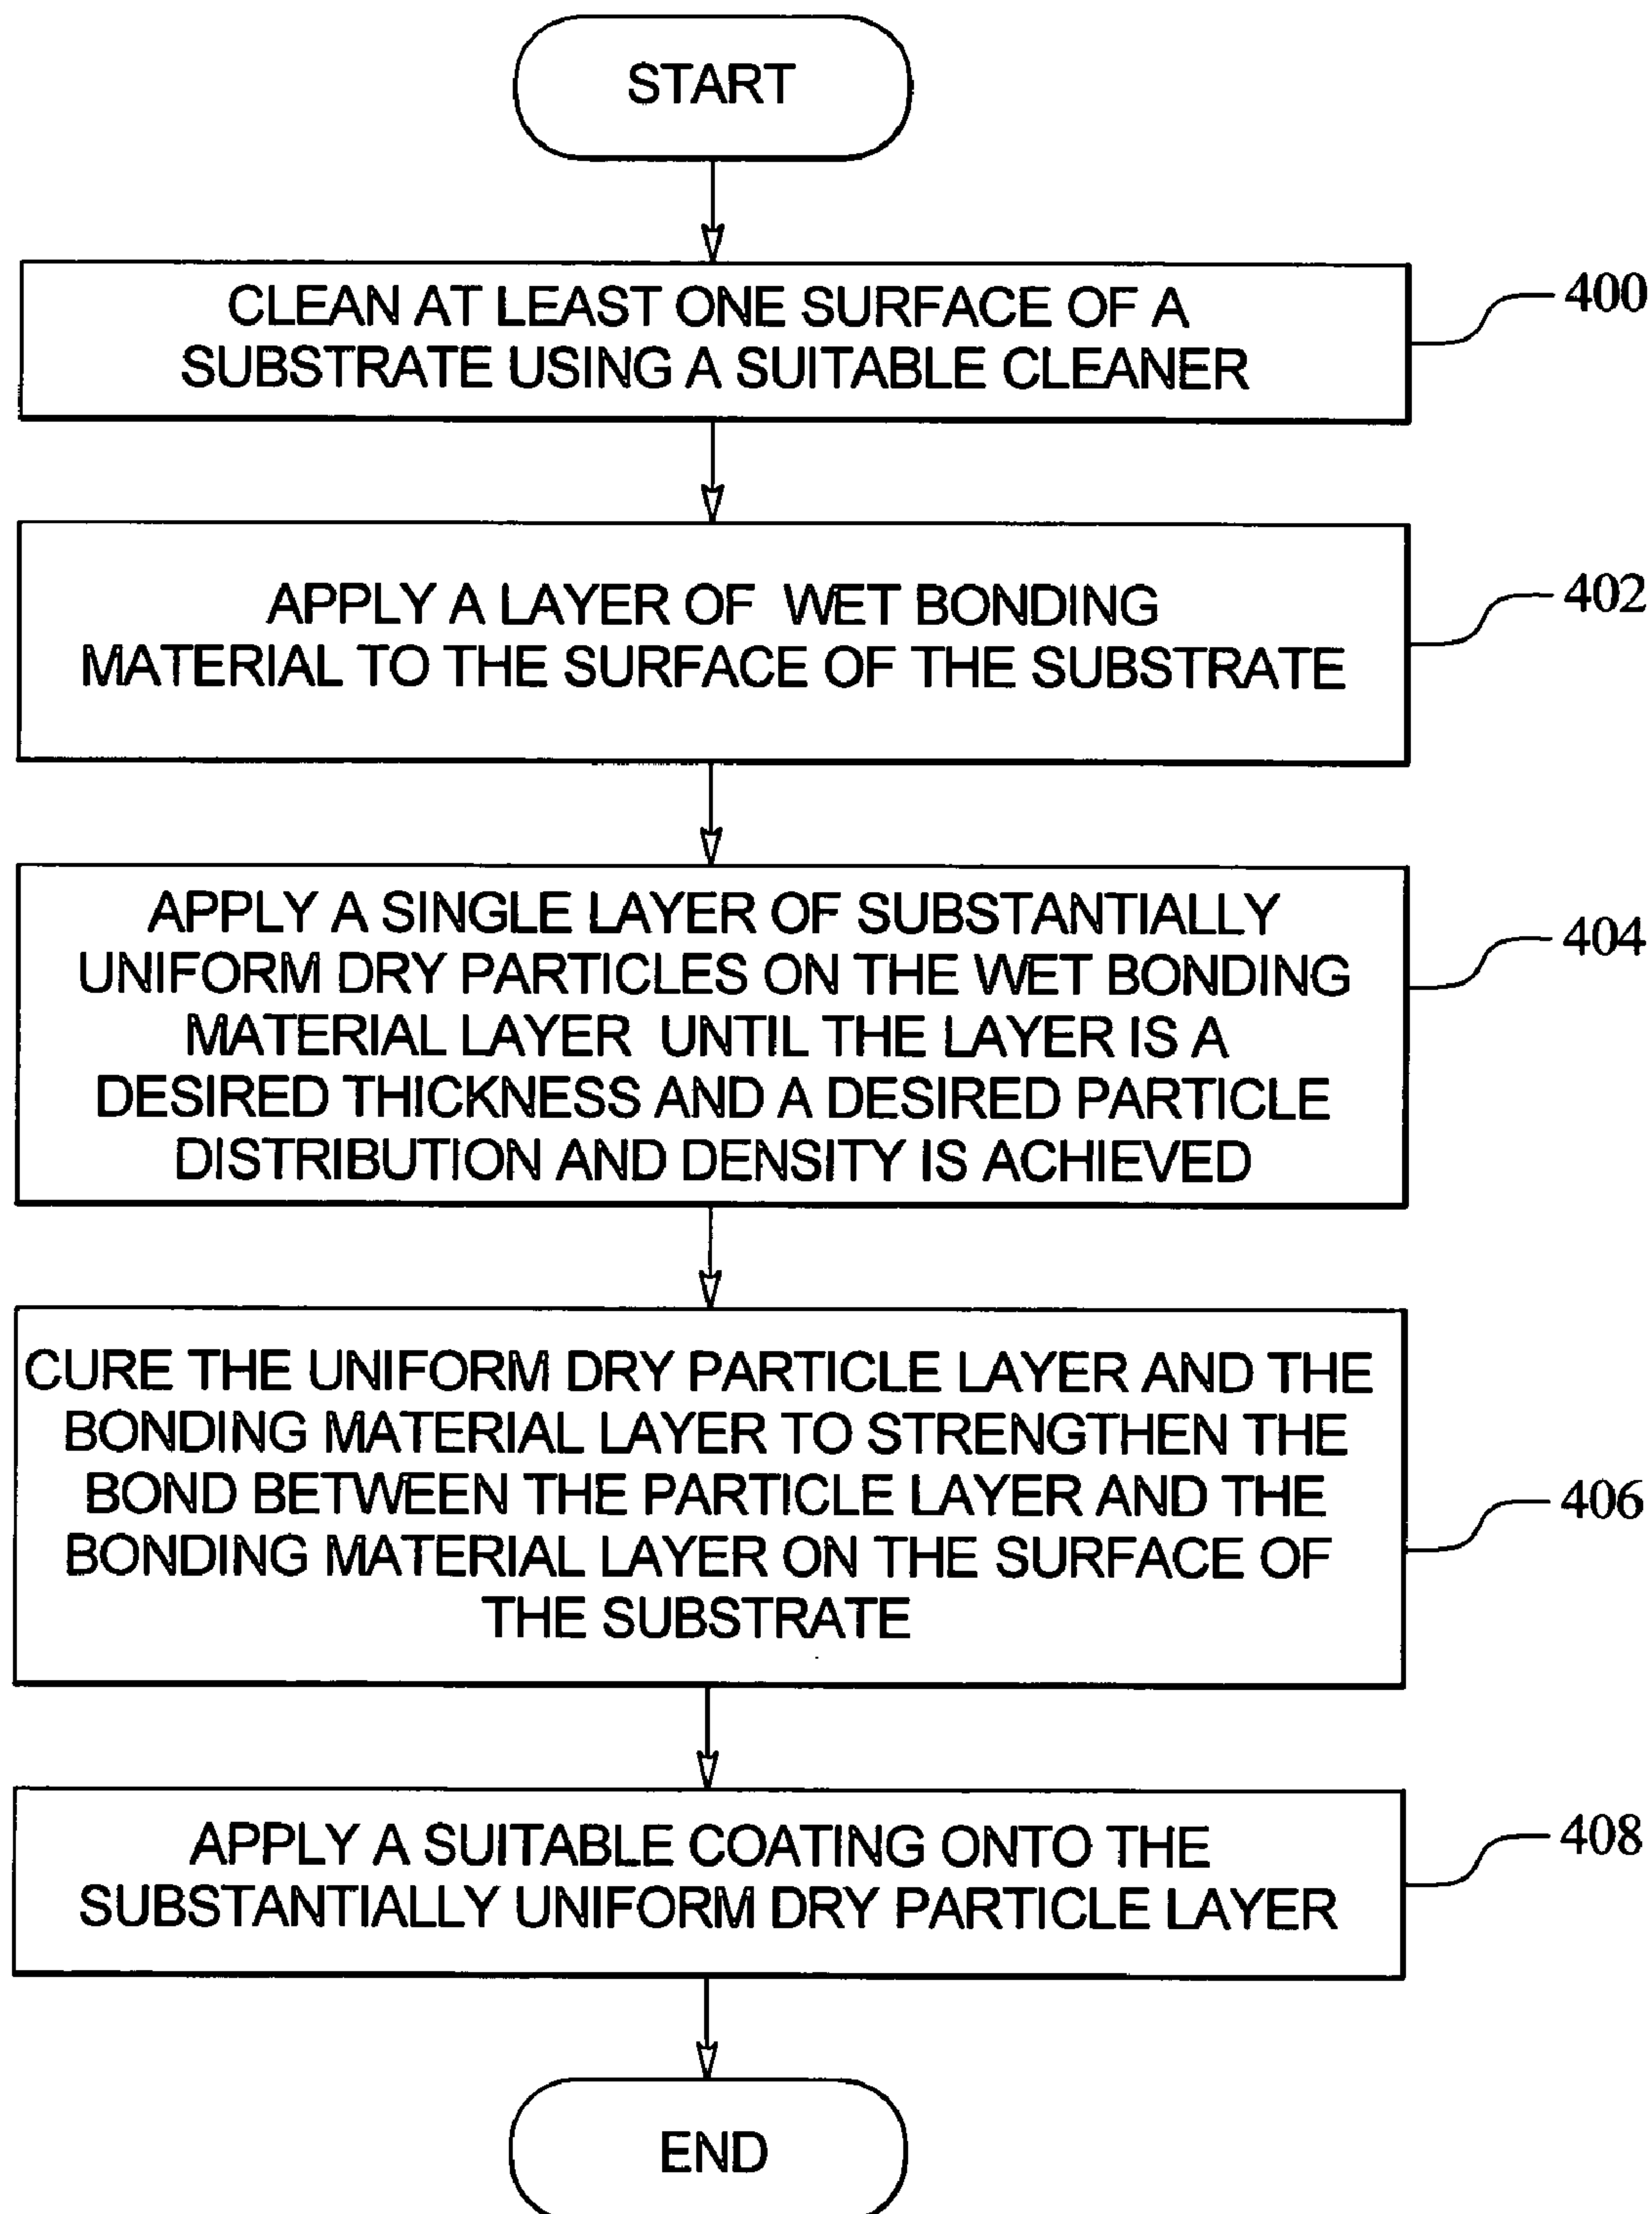 START
CLEAN AT LEAST ONE SURFACE OF A
SUBSTRATE USING A SUITABLE CLEANER
400
APPLY A LAYER OF WET BONDING
MATERIAL TO THE SURFACE OF THE SUBSTRATE
402
APPLY A SINGLE LAYER OF SUBSTANTIALLY
UNIFORM DRY PARTICLES ON THE WET BONDING
MATERIAL LAYER UNTIL THE LAYER IS A
DESIRED THICKNESS AND A DESIRED PARTICLE
DISTRIBUTION AND DENSITY IS ACHIEVED
404
CURE THE UNIFORM DRY PARTICLE LAYER AND THE
BONDING MATERIAL LAYER TO STRENGTHEN THE
BOND BETWEEN THE PARTICLE LAYER AND THE
BONDING MATERIAL LAYER ON THE SURFACE OF
THE SUBSTRATE
406
APPLY A SUITABLE COATING ONTO THE
SUBSTANTIALLY UNIFORM DRY PARTICLE LAYER
408
END